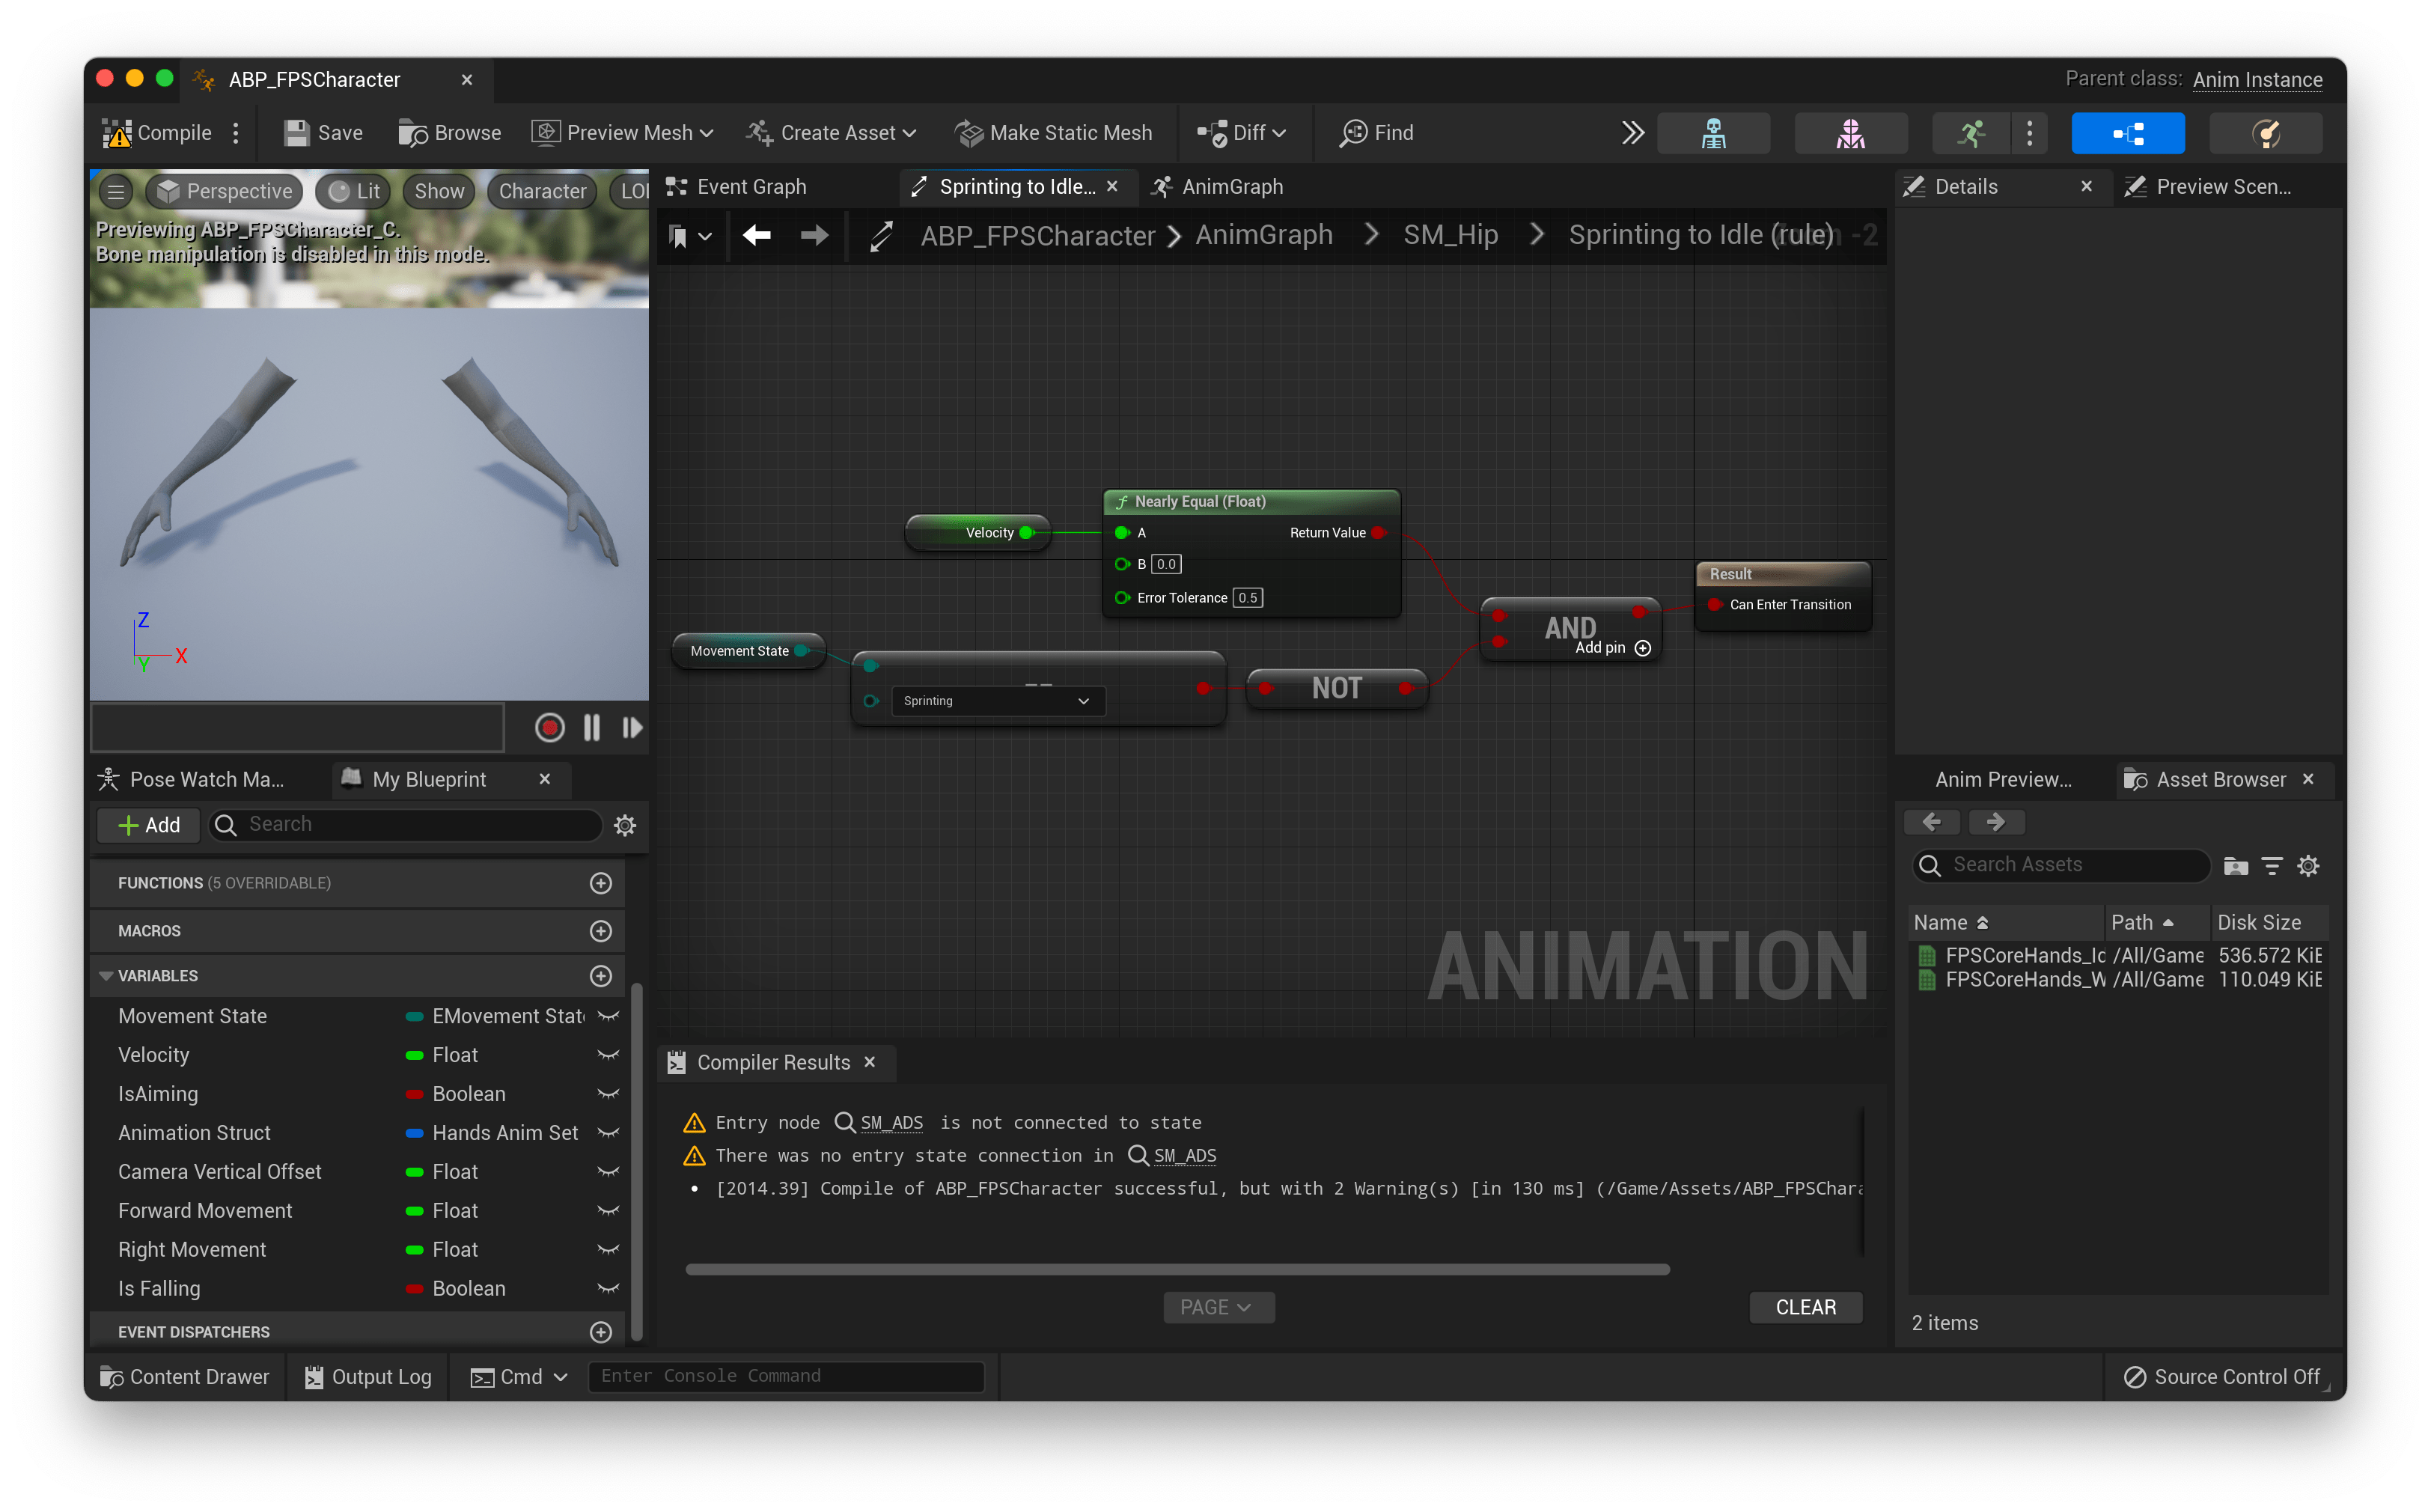 ABP_FPSCharacter
Parent class: Anim Instance
Compile
Save
Browse
Preview Mesh
Create Asset
Make Static Mesh
Diff
Find
Perspective
Lit
Show
Character
Previewing ABP_FPSCharacter_C.
Bone manipulation is disabled in this mode.
Z
X
Y
Event Graph
Sprinting to Idle...
AnimGraph
ABP_FPSCharacter > AnimGraph > SM_Hip > Sprinting to Idle (rule)
-2
Velocity
Nearly Equal (Float)
A
Return Value
B 0.0
Error Tolerance 0.5
Movement State
Sprinting
NOT
AND
Add pin
Result
Can Enter Transition
ANIMATION
Details
Preview Scen...
Pose Watch Ma...
My Blueprint
Add
Search
FUNCTIONS (5 OVERRIDABLE)
MACROS
VARIABLES
Movement State
EMovement Stat
Velocity
Float
IsAiming
Boolean
Animation Struct
Hands Anim Set
Camera Vertical Offset
Float
Forward Movement
Float
Right Movement
Float
Is Falling
Boolean
EVENT DISPATCHERS
Compiler Results
Entry node SM_ADS is not connected to state
There was no entry state connection in SM_ADS
• [2014.39] Compile of ABP_FPSCharacter successful, but with 2 Warning(s) [in 130 ms] (/Game/Assets/ABP_FPSChara
PAGE
CLEAR
Anim Preview...
Asset Browser
Search Assets
Name
Path
Disk Size
FPSCoreHands_Id
/All/Game
536.572 KiB
FPSCoreHands_W
/All/Game
110.049 KiB
2 items
Content Drawer
Output Log
Cmd
Enter Console Command
Source Control Off